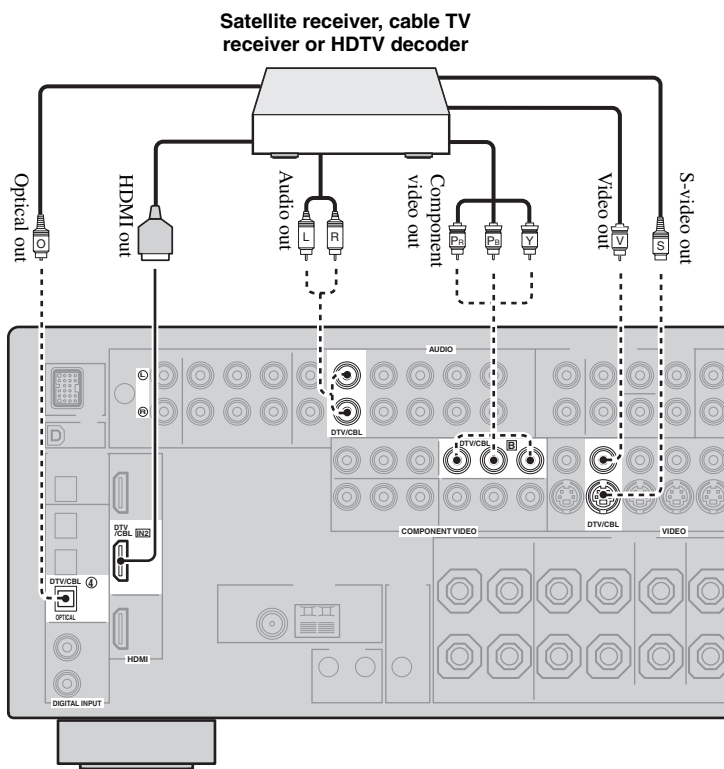 Satellite receiver, cable TV
receiver or HDTV decoder
Optical out
HDMI out
Audio out
Component
video out
Video out
S-video out
O
L
R
PR
PB
Y
V
S
AUDIO
L
R
D
DTV/CBL
DTV/CBL B
DTV
/CBL IN2
COMPONENT VIDEO
DTV/CBL
VIDEO
DTV/CBL 4
OPTICAL
HDMI
DIGITAL INPUT